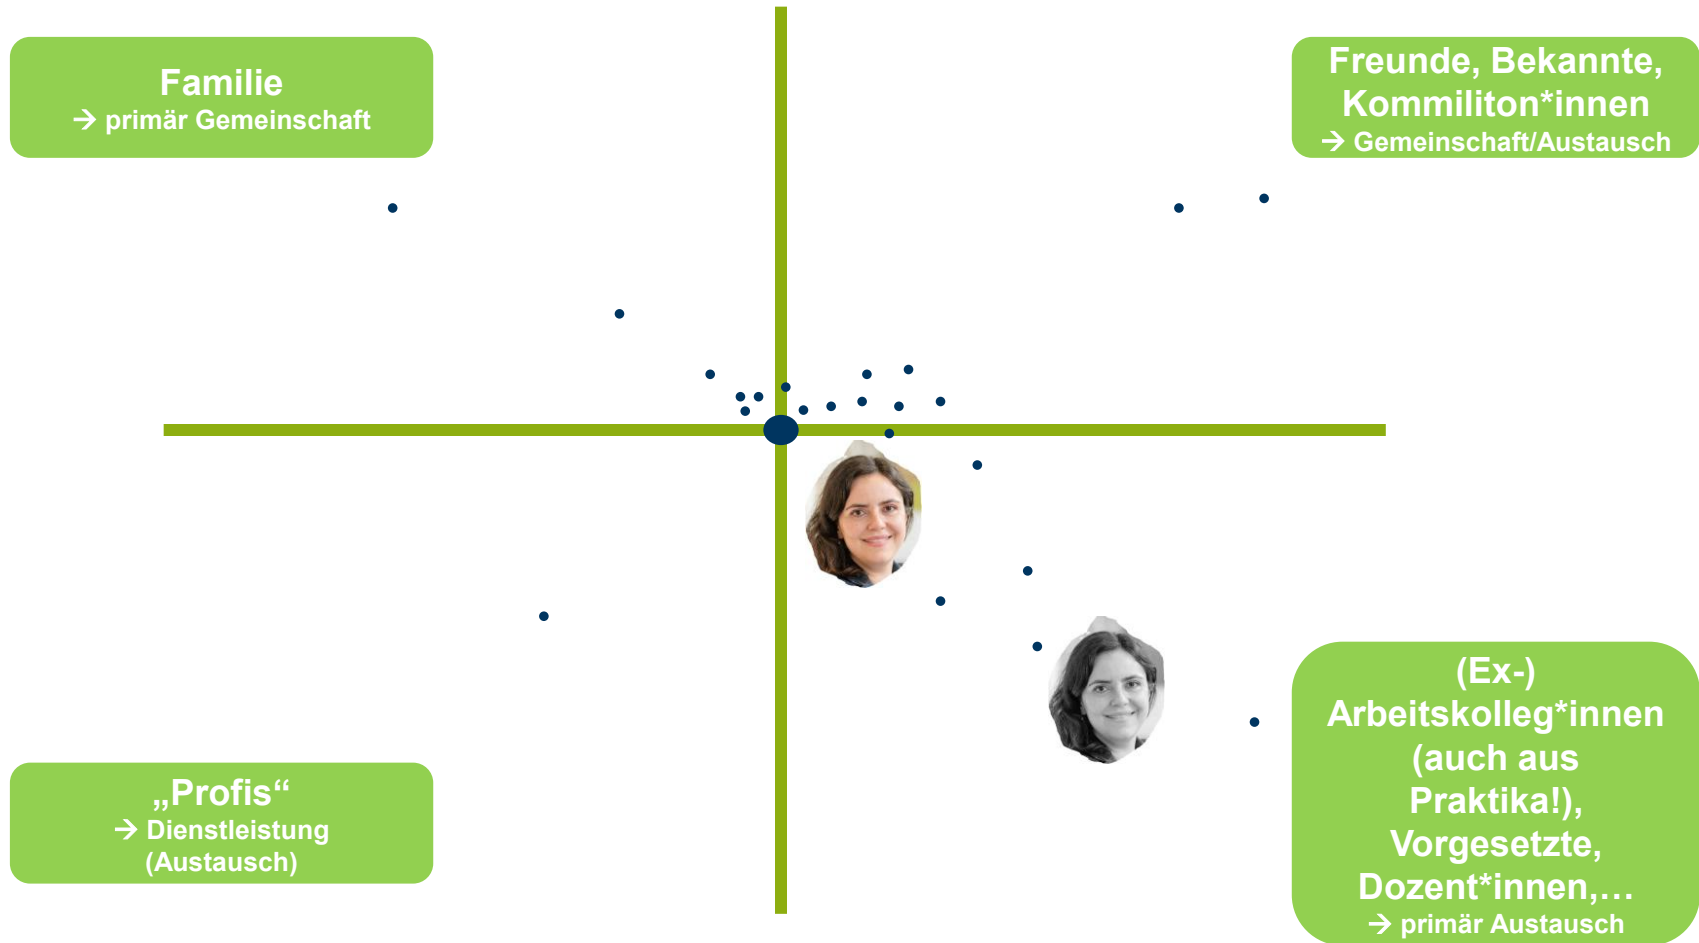 Familie
→ primär Gemeinschaft
Freunde, Bekannte,
Kommiliton*innen
→ Gemeinschaft/Austausch
„Profis“
→ Dienstleistung
(Austausch)
(Ex-)
Arbeitskolleg*innen
(auch aus
Praktika!),
Vorgesetzte,
Dozent*innen,…
→ primär Austausch